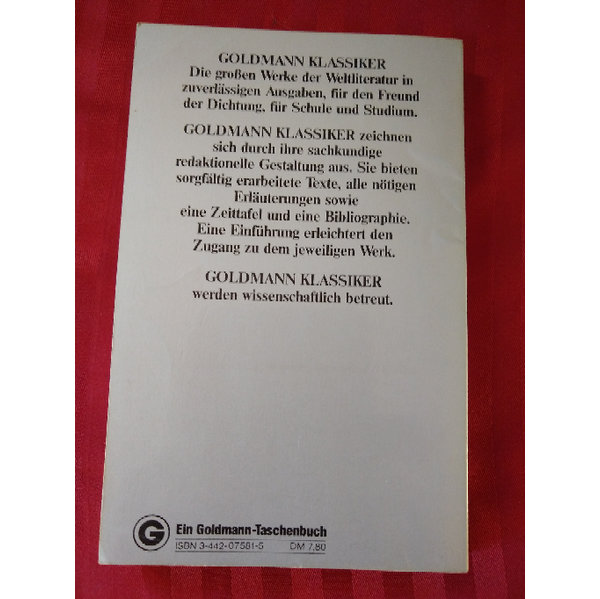 GOLDMANN KLASSIKER
Die großen Werke der Weltliteratur in
zuverlässigen Ausgaben, für den Freund
der Dichtung, für Schule und Studium.
GOLDMANN KLASSIKER zeichnen
sich durch ihre sachkundige
redaktionelle Gestaltung aus. Sie bieten
sorgfältig erarbeitete Texte, alle nötigen
Erläuterungen sowie
eine Zeittafel und eine Bibliographie.
Eine Einführung erleichtert den
Zugang zu dem jeweiligen Werk.
GOLDMANN KLASSIKER
werden wissenschaftlich betreut.
G
Ein Goldmann-Taschenbuch
ISBN 3-442-07581-5 DM 7,80